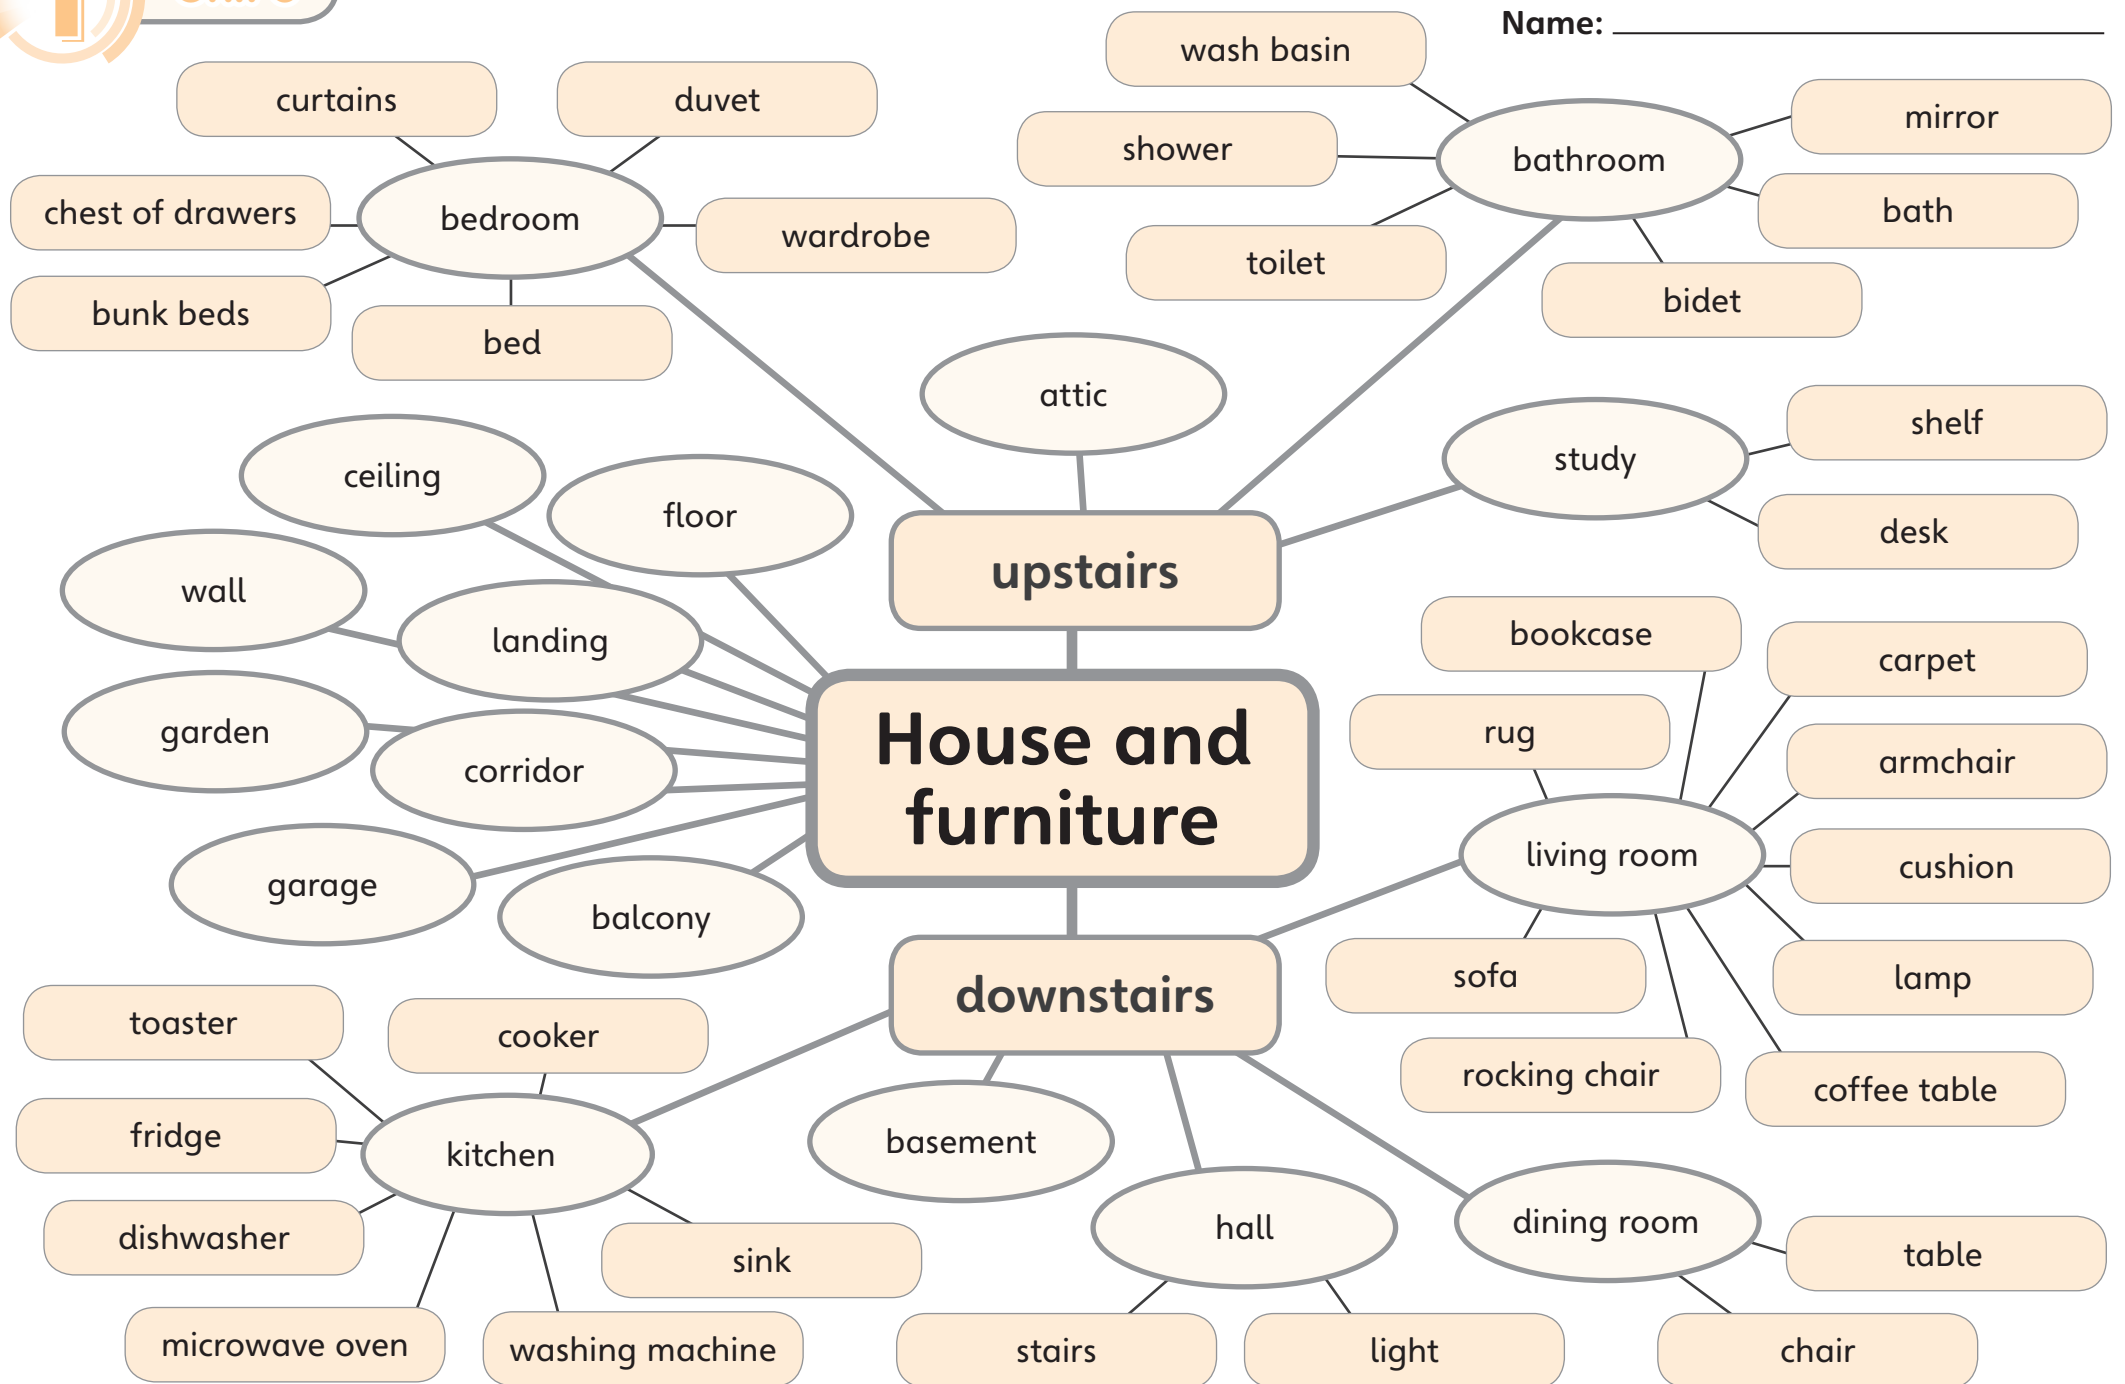 Name:
wash basin
curtains
duvet
mirror
shower
bathroom
chest of drawers
bedroom
wardrobe
bath
toilet
bunk beds
bed
bidet
attic
ceiling
floor
study
shelf
desk
wall
upstairs
landing
bookcase
carpet
garden
corridor
House and
furniture
rug
armchair
garage
balcony
living room
cushion
downstairs
sofa
lamp
toaster
cooker
rocking chair
coffee table
fridge
kitchen
basement
dishwasher
sink
hall
dining room
table
microwave oven
washing machine
stairs
light
chair